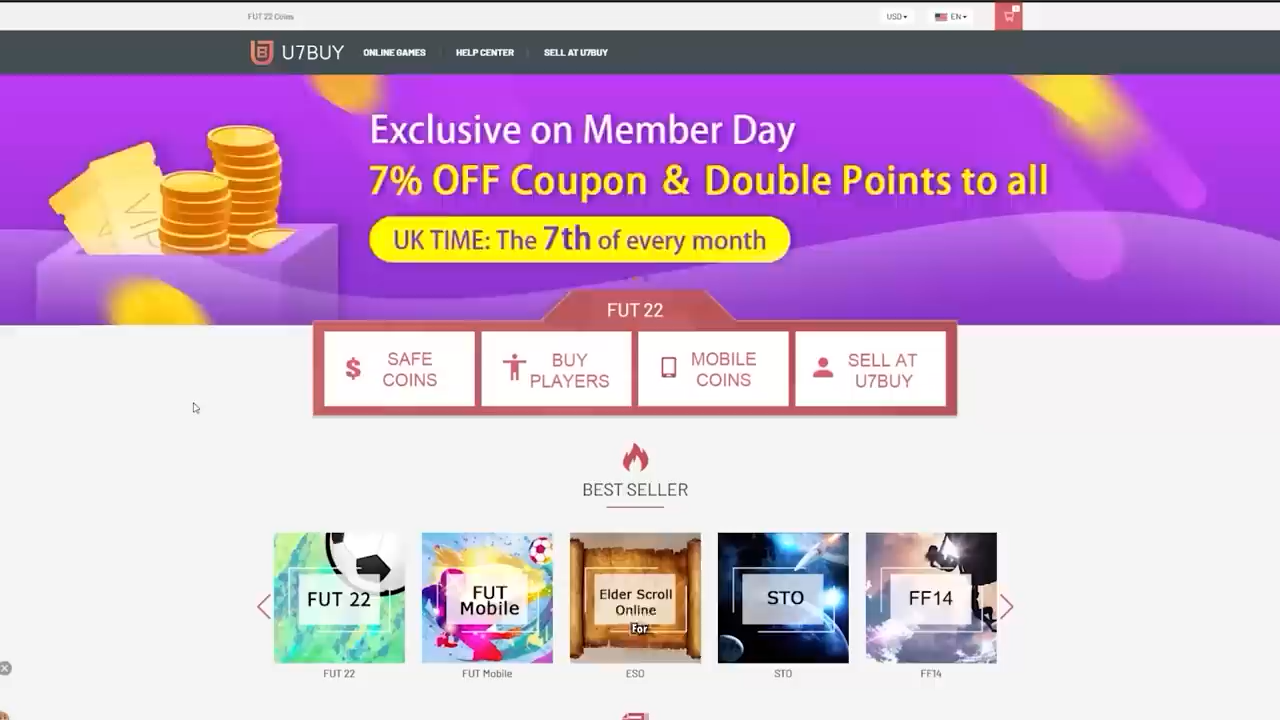 FUT 22 Coins
USD
EN
U7BUY
ONLINE GAMES
HELP CENTER
SELL AT U7BUY
Exclusive on Member Day
7% OFF Coupon & Double Points to all
UK TIME: The 7th of every month
FUT 22
SAFE
COINS
BUY
PLAYERS
MOBILE
COINS
SELL AT
U7BUY
BEST SELLER
FUT 22
FUT
Mobile
Elder Scroll
Online
For
STO
FF14
FUT 22
FUT Mobile
ESO
STO
FF14